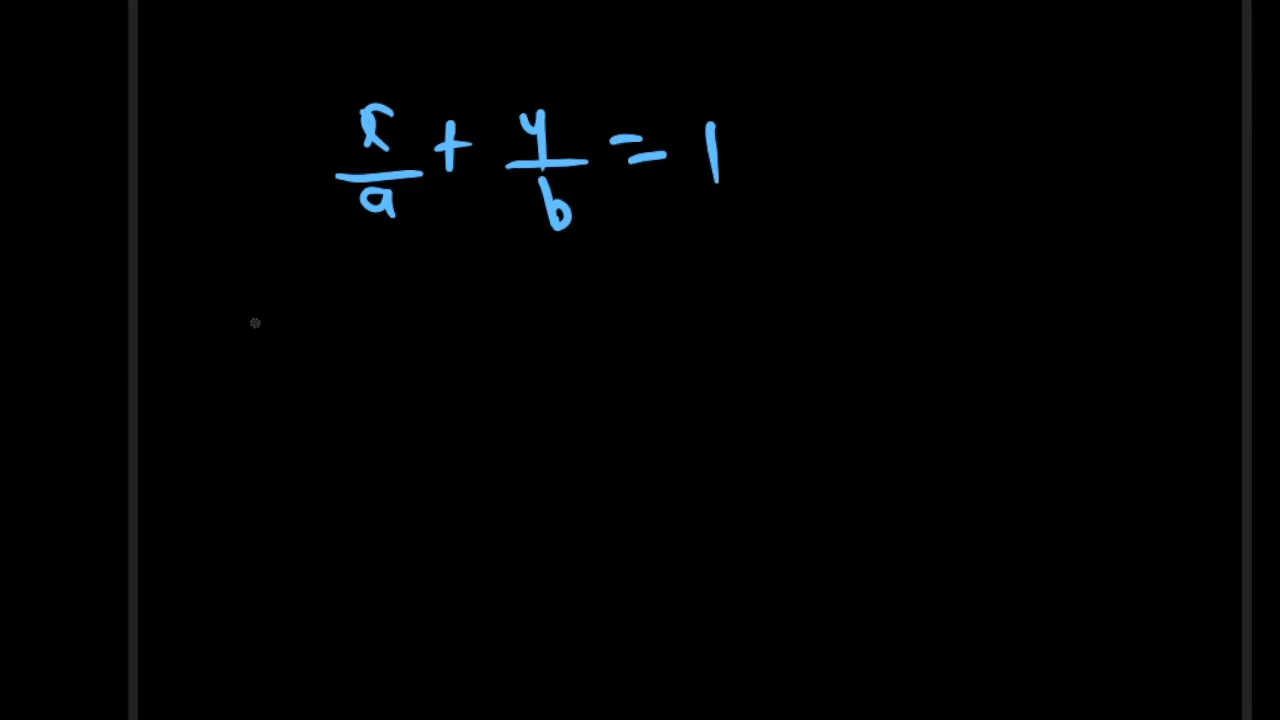 x/a + y/b = 1